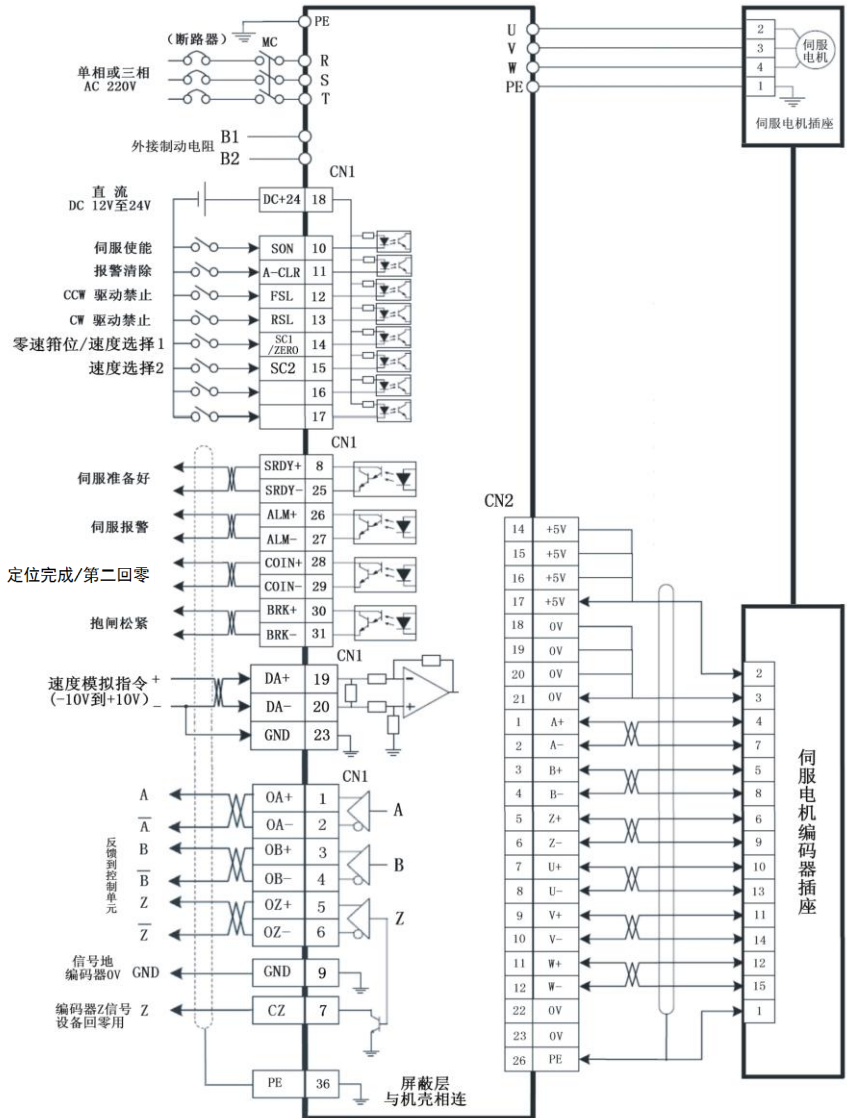 PE
(断路器) MC
单相或三相
AC 220V
R
S
T
外接制动电阻
B1
B2
U
V
W
PE
2
3
4
1
伺服
电机
伺服电机插座
CN1
直 流
DC 12V至24V
DC+24 18
伺服使能 SON 10
报警清除 A-CLR 11
CCW 驱动禁止 FSL 12
CW 驱动禁止 RSL 13
零速箝位/速度选择1 SC1/ZERO 14
速度选择2 SC2 15
16
17
CN1
伺服准备好
SRDY+ 8
SRDY- 25
伺服报警
ALM+ 26
ALM- 27
定位完成/第二回零
COIN+ 28
COIN- 29
抱闸松紧
BRK+ 30
BRK- 31
CN1
速度模拟指令 +
(-10V到+10V) -
DA+ 19
DA- 20
GND 23
- 
+
CN1
反馈到控制单元
A OA+ 1
A OA- 2
A
B OB+ 3
B OB- 4
B
Z OZ+ 5
Z OZ- 6
Z
信号地
编码器0V GND GND 9
编码器Z信号
设备回零用
Z CZ 7
PE 36
屏蔽层
与机壳相连
CN2
14 +5V
15 +5V
16 +5V
17 +5V
18 0V
19 0V
20 0V
21 0V
1 A+
2 A-
3 B+
4 B-
5 Z+
6 Z-
7 U+
8 U-
9 V+
10 V-
11 W+
12 W-
22 0V
23 0V
26 PE
2
3
4
7
5
8
6
9
10
13
11
14
12
15
1
伺服电机编码器插座